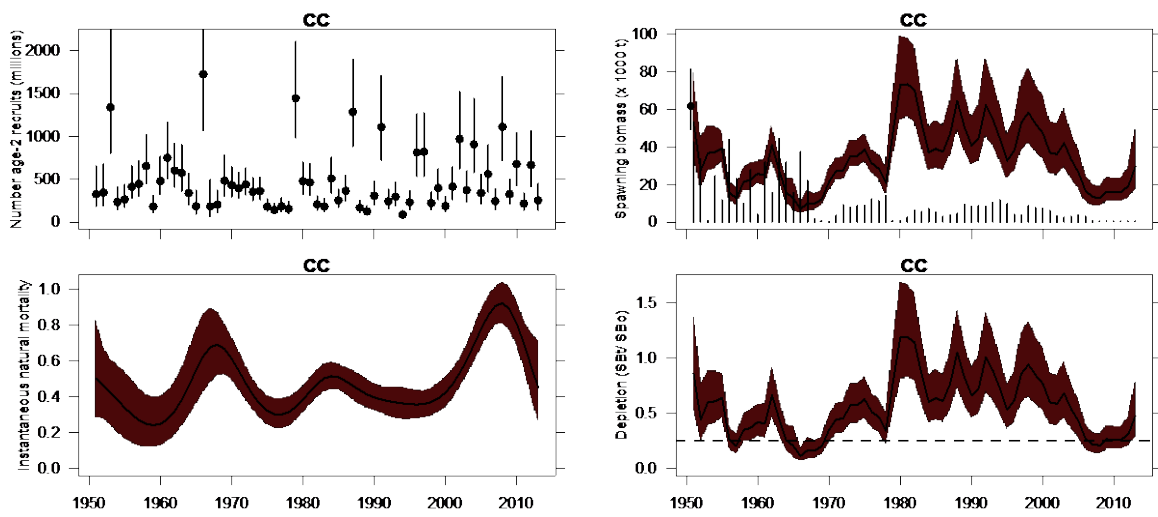 CC
Number age-2 recruits (millions)
2000
1500
1000
500
0
CC
Spawning biomass (x 1000 t)
100
80
60
40
20
0
CC
Instantaneous natural mortality
1.0
0.8
0.6
0.4
0.2
0.0
1950 1960 1970 1980 1990 2000 2010
CC
Depletion (SBt/ SBo)
1.5
1.0
0.5
0.0
1950 1960 1970 1980 1990 2000 2010